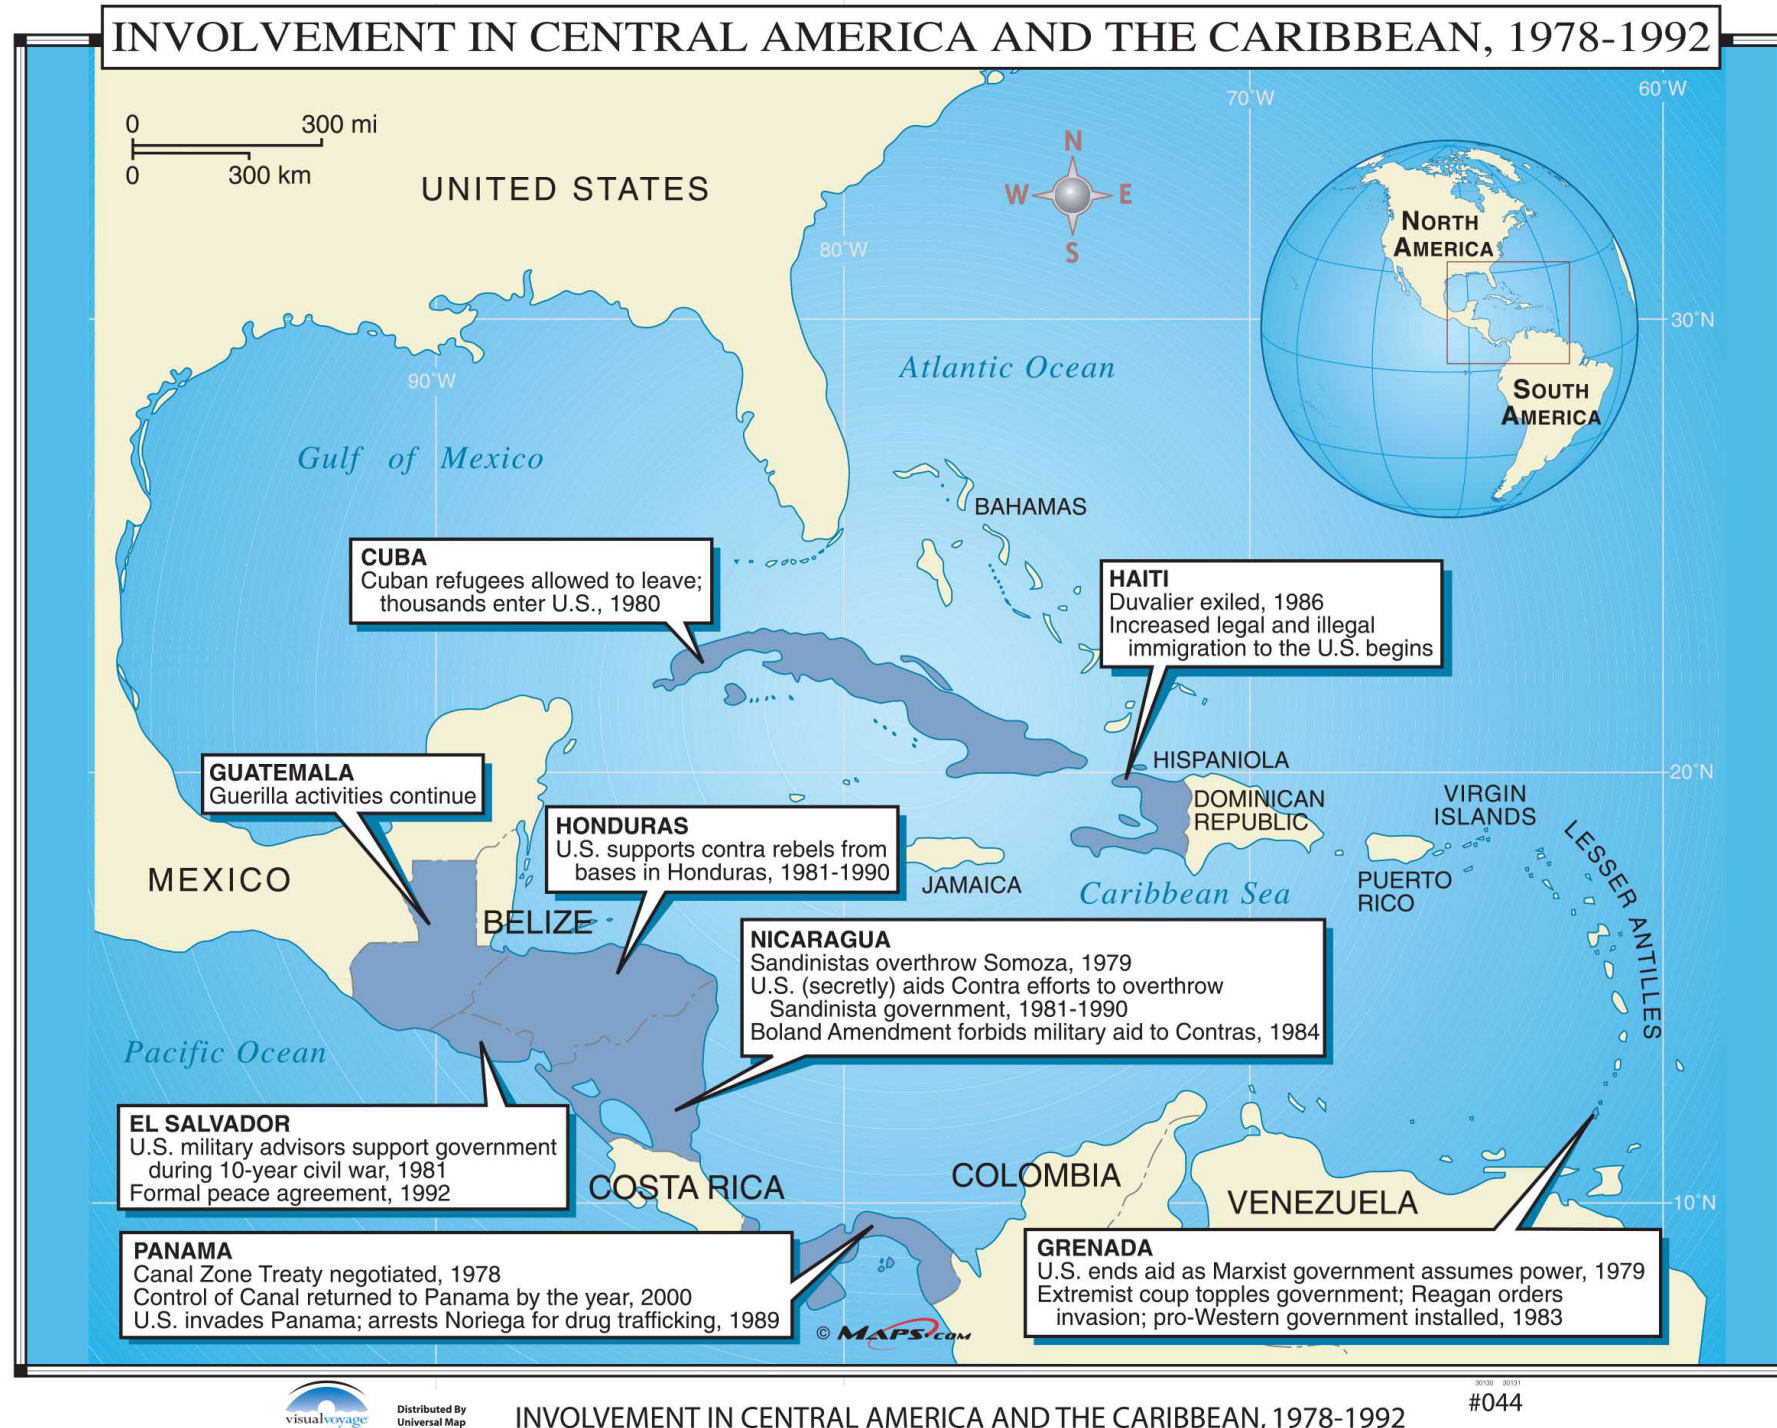 INVOLVEMENT IN CENTRAL AMERICA AND THE CARIBBEAN, 1978-1992
0 300 mi
0 300 km
UNITED STATES
70°W
60°W
80°W
90°W
N
W E
S
NORTH
AMERICA
SOUTH
AMERICA
30°N
Atlantic Ocean
Gulf of Mexico
BAHAMAS
CUBA
Cuban refugees allowed to leave;
thousands enter U.S., 1980
HAITI
Duvalier exiled, 1986
Increased legal and illegal
immigration to the U.S. begins
GUATEMALA
Guerilla activities continue
HISPANIOLA
20°N
DOMINICAN
REPUBLIC
VIRGIN
ISLANDS
LESSER ANTILLES
HONDURAS
U.S. supports contra rebels from
bases in Honduras, 1981-1990
MEXICO
BELIZE
JAMAICA
Caribbean Sea
PUERTO
RICO
NICARAGUA
Sandinistas overthrow Somoza, 1979
U.S. (secretly) aids Contra efforts to overthrow
Sandinista government, 1981-1990
Boland Amendment forbids military aid to Contras, 1984
Pacific Ocean
EL SALVADOR
U.S. military advisors support government
during 10-year civil war, 1981
Formal peace agreement, 1992
COSTA RICA
COLOMBIA
VENEZUELA
10°N
PANAMA
Canal Zone Treaty negotiated, 1978
Control of Canal returned to Panama by the year, 2000
U.S. invades Panama; arrests Noriega for drug trafficking, 1989
GRENADA
U.S. ends aid as Marxist government assumes power, 1979
Extremist coup topples government; Reagan orders
invasion; pro-Western government installed, 1983
© MAPS.COM
visualvoyage
Distributed By
Universal Map
INVOLVEMENT IN CENTRAL AMERICA AND THE CARIBBEAN, 1978-1992
30130 30131
#044